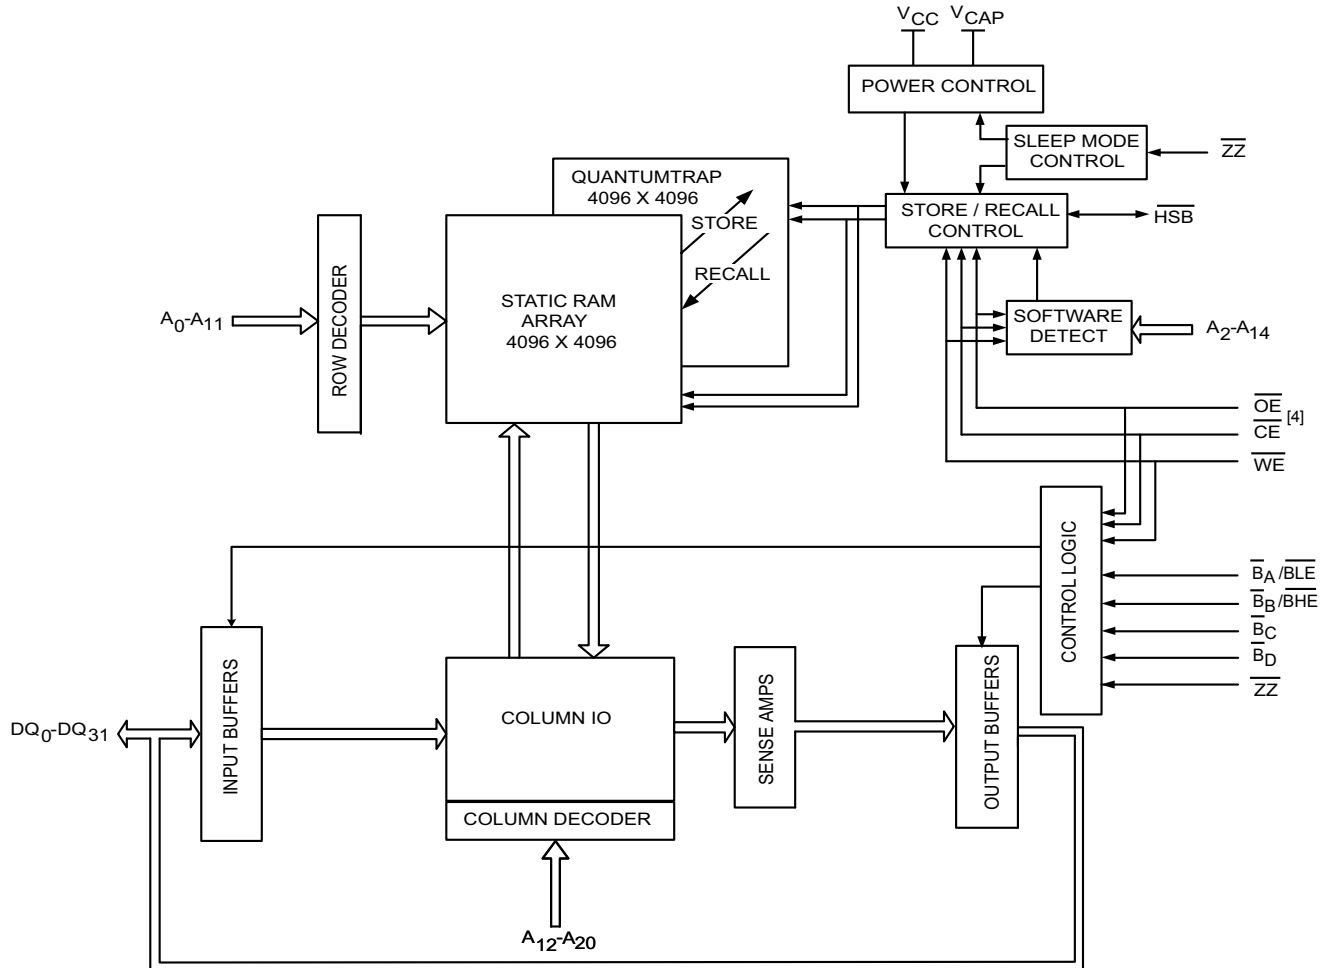 VCC VCAP
POWER CONTROL
SLEEP MODE
CONTROL
ZZ
QUANTUMTRAP
4096 X 4096
STORE
RECALL
STORE / RECALL
CONTROL
HSB
ROW DECODER
A0-A11
STATIC RAM
ARRAY
4096 X 4096
SOFTWARE
DETECT
A2-A14
OE
CE [4]
WE
CONTROL LOGIC
BA/BLE
BB/BHE
BC
BD
ZZ
DQ0-DQ31
INPUT BUFFERS
COLUMN IO
SENSE AMPS
OUTPUT BUFFERS
COLUMN DECODER
A12-A20